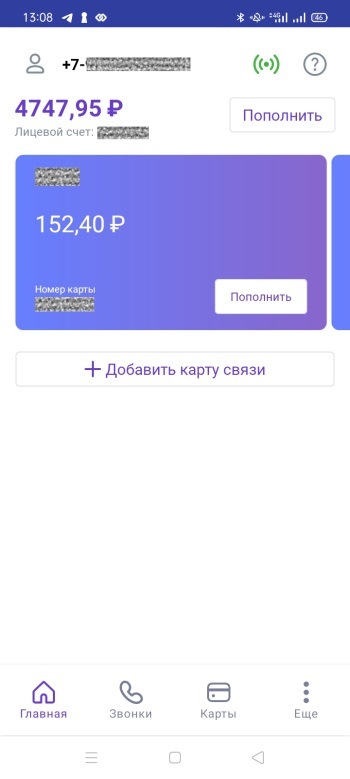 13:08
46
+7-
4747,95 ₽
Пополнить
Лицевой счет:
152,40 ₽
Номер карты
Пополнить
+ Добавить карту связи
Главная
Звонки
Карты
Еще